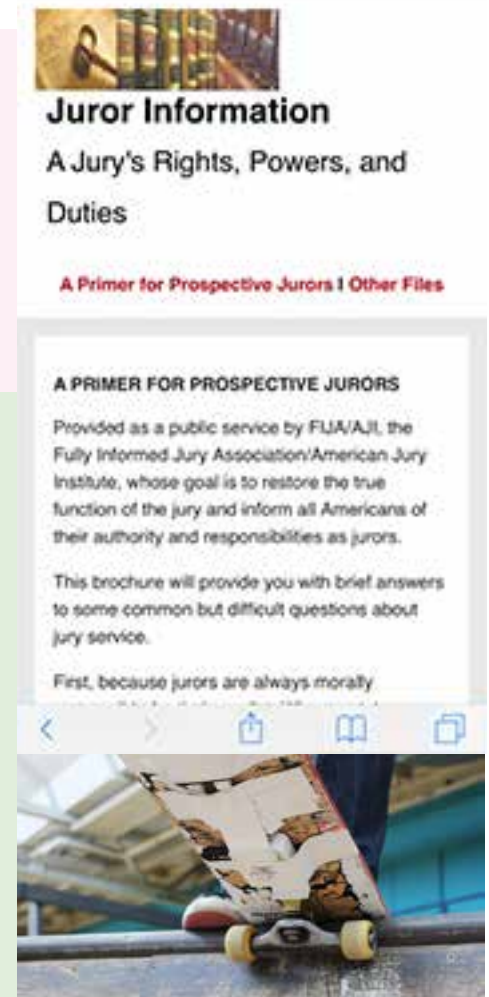 Juror Information
A Jury's Rights, Powers, and
Duties
A Primer for Prospective Jurors I Other Files
A PRIMER FOR PROSPECTIVE JURORS
Provided as a public service by FIJA/AJI, the
Fully Informed Jury Association/American Jury
Institute, whose goal is to restore the true
function of the jury and inform all Americans of
their authority and responsibilities as jurors.
This brochure will provide you with brief answers
to some common but difficult questions about
jury service.
First, because jurors are always morally